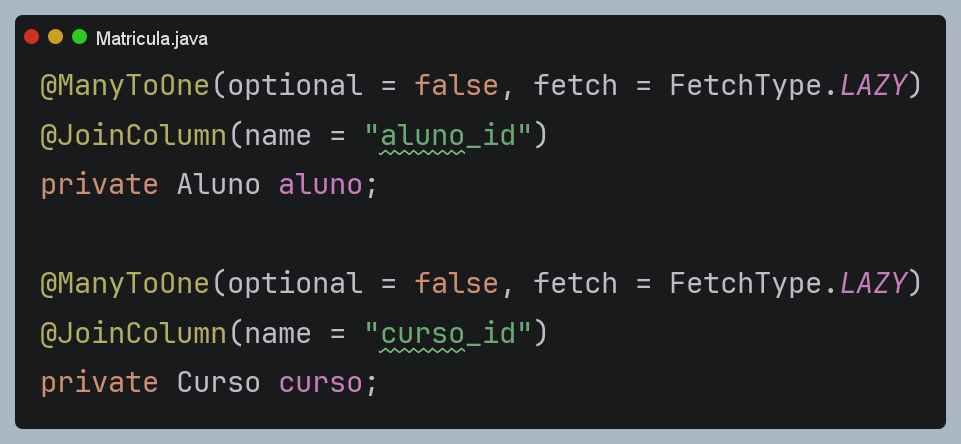 Matricula.java
@ManyToOne(optional = false, fetch = FetchType.LAZY)
@JoinColumn(name = "aluno_id")
private Aluno aluno;
@ManyToOne(optional = false, fetch = FetchType.LAZY)
@JoinColumn(name = "curso_id")
private Curso curso;